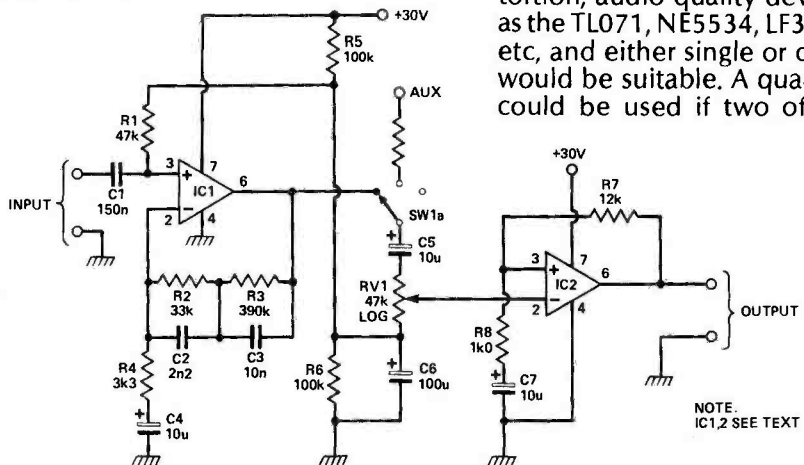 tortion, audio quality dev
as the TL071, NE5534, LF3
etc, and either single or d
would be suitable. A qua
could be used if two of
+30V
R5
100k
AUX
R1
47k
3
+
7
IC1
6
4
2
–
C1
150n
INPUT
SW1a
+
C5
10u
RV1
47k
LOG
R2
33k
R3
390k
C2
2n2
C3
10n
R4
3k3
+
C4
10u
R6
100k
+
C6
100u
+30V
R7
12k
3
+
7
IC2
6
2
–
4
R8
1k0
+
C7
10u
OUTPUT
NOTE.
IC1,2 SEE TEXT